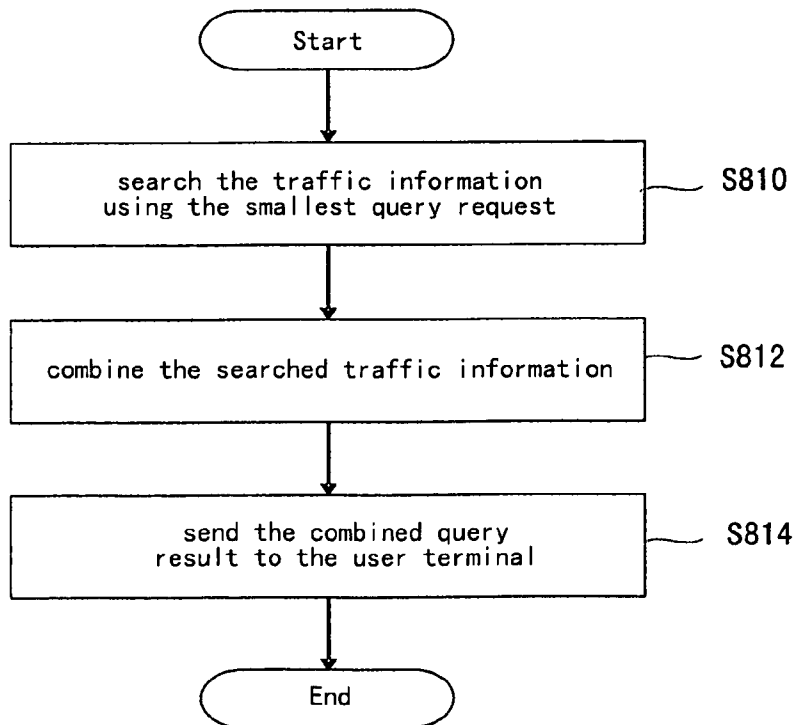 Start
search the traffic information
using the smallest query request
S810
combine the searched traffic information
S812
send the combined query
result to the user terminal
S814
End